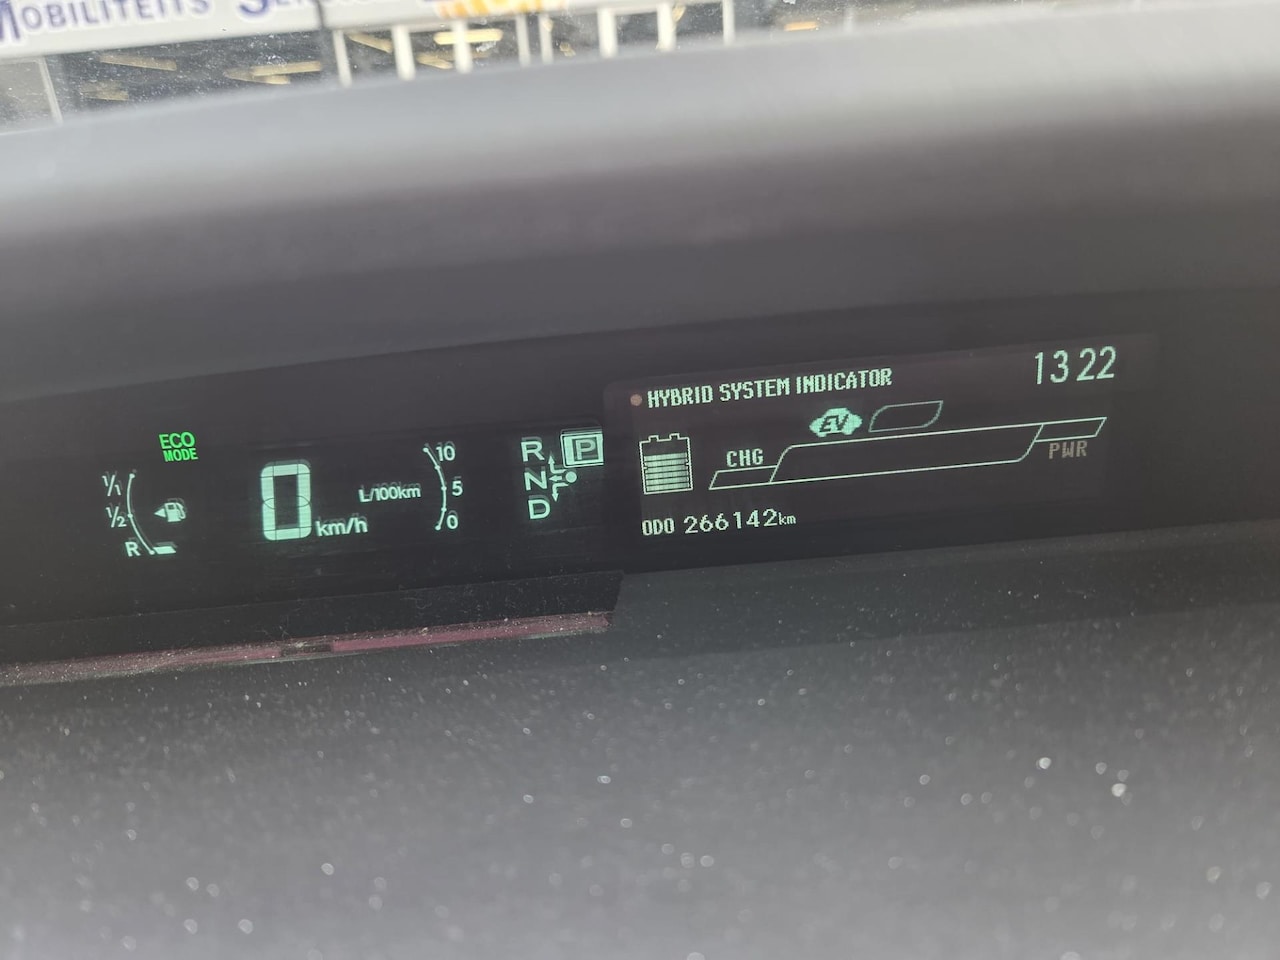 MOBILITEITS
ECO
MODE
1/1
1/2
R
0 km/h
L/100km
10
5
0
R P
N
D
HYBRID SYSTEM INDICATOR
13 22
EV
CHG
PWR
ODO 266142km